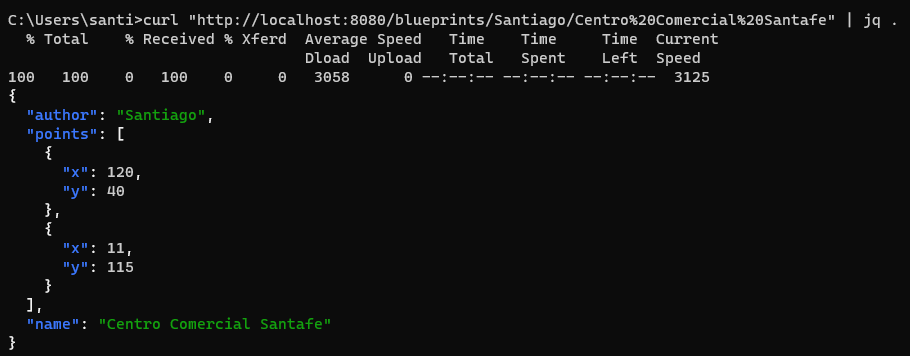 C:\Users\santi>curl "http://localhost:8080/blueprints/Santiago/Centro%20Comercial%20Santafe" | jq .
  % Total    % Received % Xferd  Average Speed   Time    Time     Time  Current
                                 Dload  Upload   Total   Spent    Left  Speed
100   100    0   100    0     0   3058      0 --:--:-- --:--:-- --:--:--  3125
{
  "author": "Santiago",
  "points": [
    {
      "x": 120,
      "y": 40
    },
    {
      "x": 11,
      "y": 115
    }
  ],
  "name": "Centro Comercial Santafe"
}